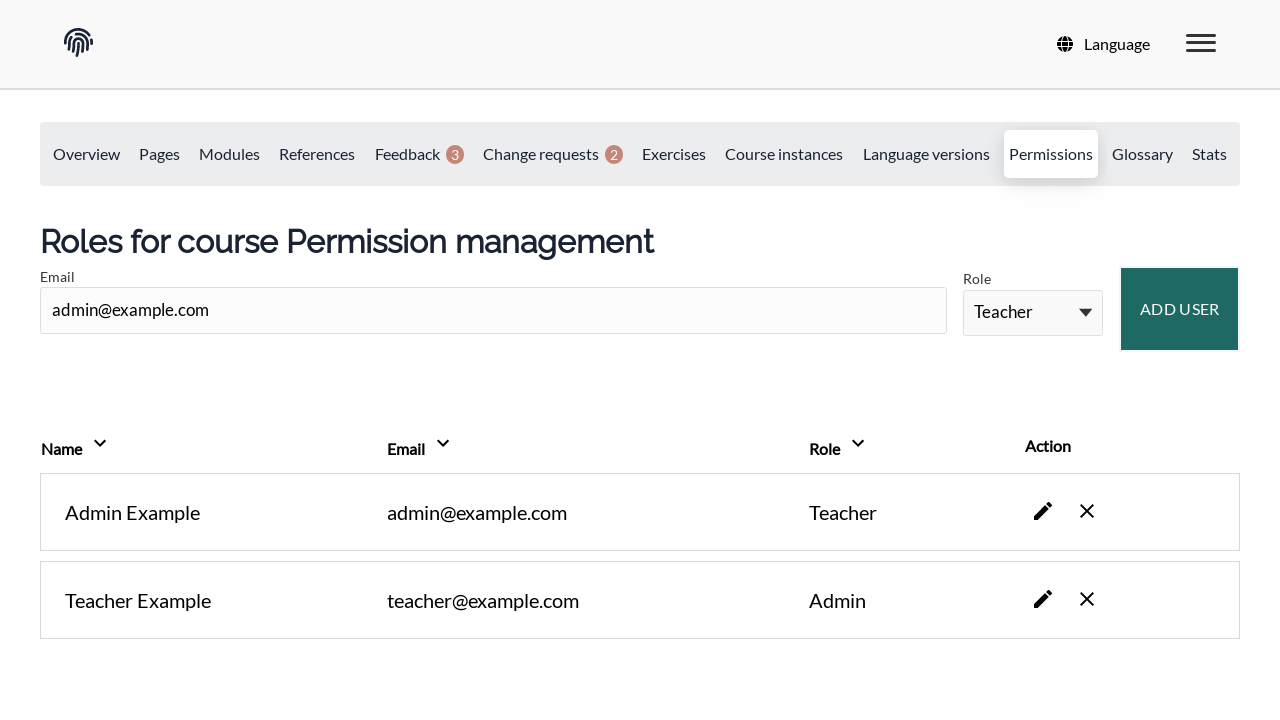 Language
Overview Pages Modules References Feedback 3 Change requests 2 Exercises Course instances Language versions Permissions Glossary Stats
Roles for course Permission management
Email
admin@example.com
Role
Teacher
ADD USER
Name Email Role Action
Admin Example admin@example.com Teacher
Teacher Example teacher@example.com Admin